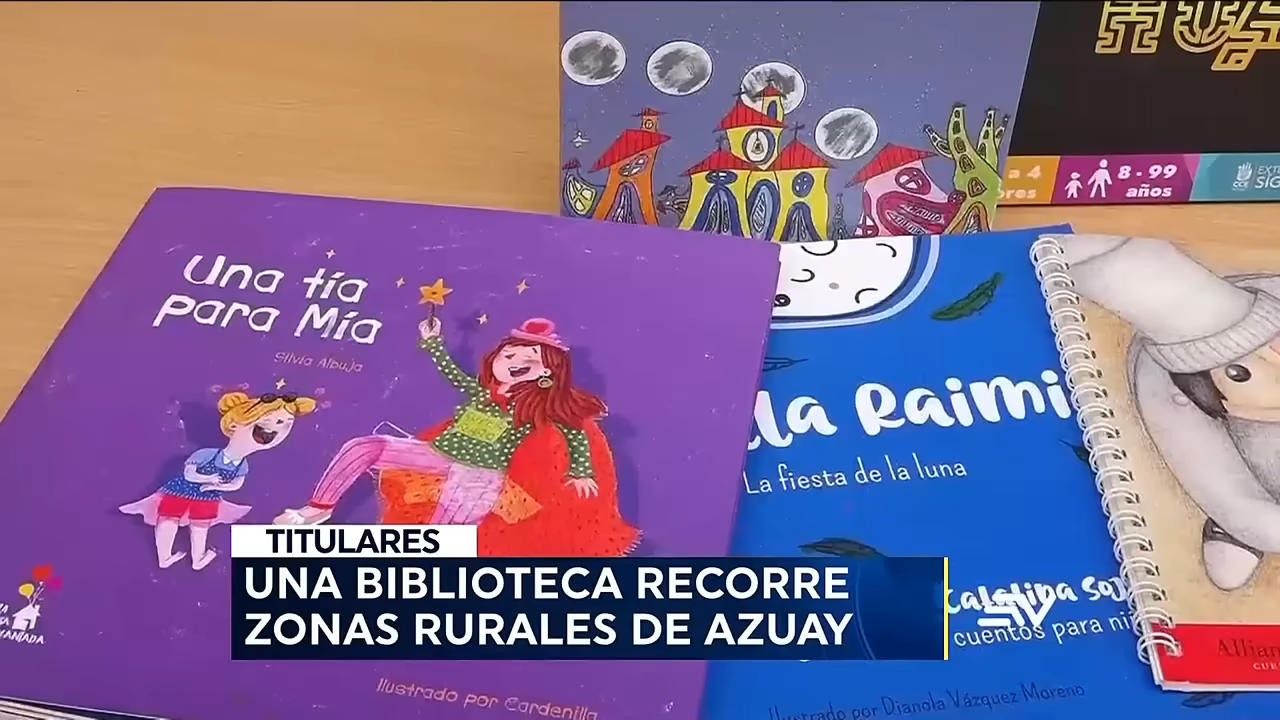 8 - 99
años
Una tía
para Mía
Silvia Albuja
Raimi
La fiesta de la luna
TITULARES
UNA BIBLIOTECA RECORRE
ZONAS RURALES DE AZUAY
cuentos para
Ilustrado por Cardenilla
Ilustrado por Dianola Vázquez Moreno